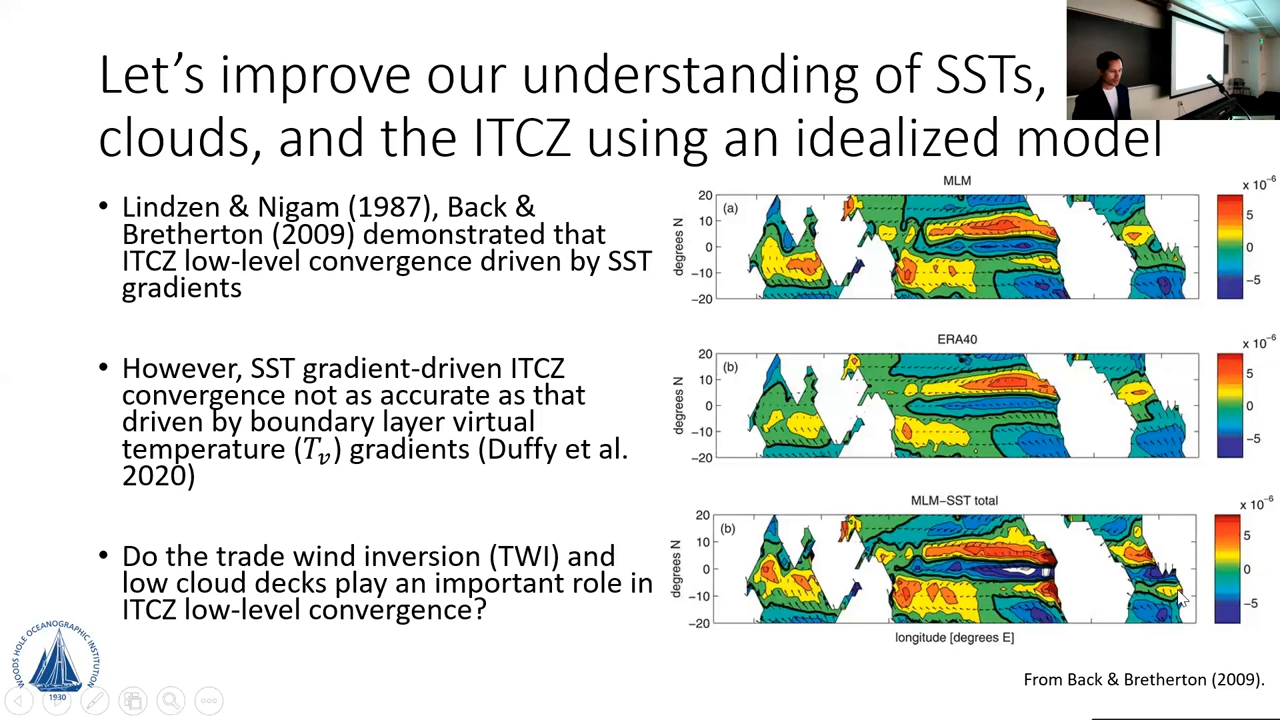 Let's improve our understanding of SSTs,
clouds, and the ITCZ using an idealized model
• Lindzen & Nigam (1987), Back &
Bretherton (2009) demonstrated that
ITCZ low-level convergence driven by SST
gradients
• However, SST gradient-driven ITCZ
convergence not as accurate as that
driven by boundary layer virtual
temperature (T_v) gradients (Duffy et al.
2020)
• Do the trade wind inversion (TWI) and
low cloud decks play an important role in
ITCZ low-level convergence?
MLM
x 10^-6
(a)
degrees N
20
10
0
−10
−20
5
0
−5
ERA40
x 10^-6
(b)
degrees N
20
10
0
−10
−20
5
0
−5
MLM−SST total
x 10^-6
(b)
degrees N
20
10
0
−10
−20
5
0
−5
longitude [degrees E]
From Back & Bretherton (2009).
WOODS HOLE OCEANOGRAPHIC INSTITUTION
1930